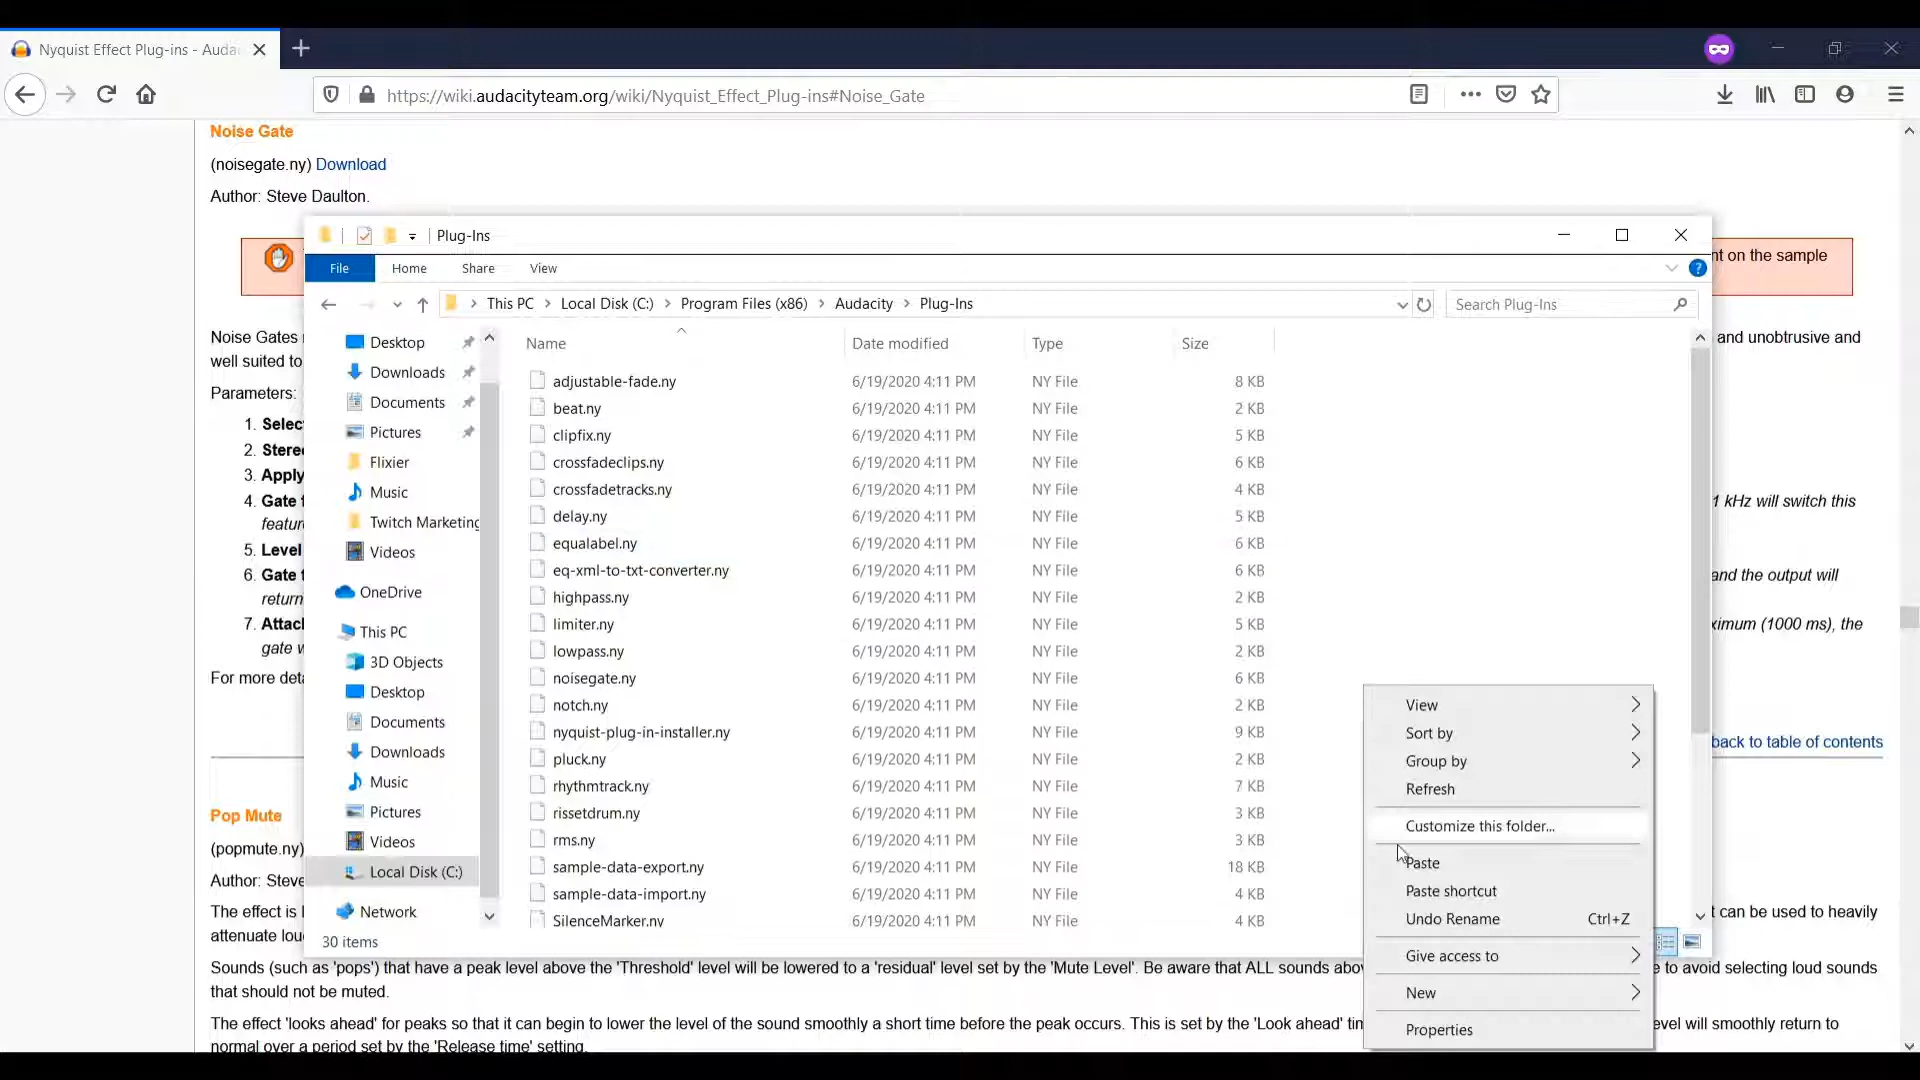 Nyquist Effect Plug-ins - Audac
https://wiki.audacityteam.org/wiki/Nyquist_Effect_Plug-ins#Noise_Gate
Noise Gate
(noisegate.ny) Download
Author: Steve Daulton.
nt on the sample
Noise Gates
and unobtrusive and
well suited to
Parameters:
1. Selec
2. Stereo
3. Apply
4. Gate f
1 kHz will switch this
featur
5. Level
6. Gate f
and the output will
return
7. Attac
ximum (1000 ms), the
gate w
For more deta
back to table of contents
Pop Mute
(popmute.ny)
Author: Steve
The effect is
t can be used to heavily
attenuate lou
Sounds (such as 'pops') that have a peak level above the 'Threshold' level will be lowered to a 'residual' level set by the 'Mute Level'. Be aware that ALL sounds abov
e to avoid selecting loud sounds
that should not be muted.
The effect 'looks ahead' for peaks so that it can begin to lower the level of the sound smoothly a short time before the peak occurs. This is set by the 'Look ahead' tim
evel will smoothly return to
normal over a period set by the 'Release time' setting.
Plug-Ins
File Home Share View
This PC > Local Disk (C:) > Program Files (x86) > Audacity > Plug-Ins
Search Plug-Ins
Desktop
Downloads
Documents
Pictures
Flixier
Music
Twitch Marketing
Videos
OneDrive
This PC
3D Objects
Desktop
Documents
Downloads
Music
Pictures
Videos
Local Disk (C:)
Network
Name Date modified Type Size
adjustable-fade.ny 6/19/2020 4:11 PM NY File 8 KB
beat.ny 6/19/2020 4:11 PM NY File 2 KB
clipfix.ny 6/19/2020 4:11 PM NY File 5 KB
crossfadeclips.ny 6/19/2020 4:11 PM NY File 6 KB
crossfadetracks.ny 6/19/2020 4:11 PM NY File 4 KB
delay.ny 6/19/2020 4:11 PM NY File 5 KB
equalabel.ny 6/19/2020 4:11 PM NY File 6 KB
eq-xml-to-txt-converter.ny 6/19/2020 4:11 PM NY File 6 KB
highpass.ny 6/19/2020 4:11 PM NY File 2 KB
limiter.ny 6/19/2020 4:11 PM NY File 5 KB
lowpass.ny 6/19/2020 4:11 PM NY File 2 KB
noisegate.ny 6/19/2020 4:11 PM NY File 6 KB
notch.ny 6/19/2020 4:11 PM NY File 2 KB
nyquist-plug-in-installer.ny 6/19/2020 4:11 PM NY File 9 KB
pluck.ny 6/19/2020 4:11 PM NY File 2 KB
rhythmtrack.ny 6/19/2020 4:11 PM NY File 7 KB
rissetdrum.ny 6/19/2020 4:11 PM NY File 3 KB
rms.ny 6/19/2020 4:11 PM NY File 3 KB
sample-data-export.ny 6/19/2020 4:11 PM NY File 18 KB
sample-data-import.ny 6/19/2020 4:11 PM NY File 4 KB
SilenceMarker.ny 6/19/2020 4:11 PM NY File 4 KB
30 items
View
Sort by
Group by
Refresh
Customize this folder...
Paste
Paste shortcut
Undo Rename Ctrl+Z
Give access to
New
Properties